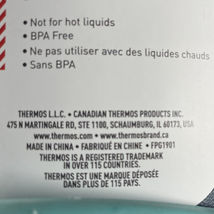 • Not for hot liquids
• BPA Free
• Ne pas utiliser avec des liquides chauds
• Sans BPA
THERMOS L.L.C. • CANADIAN THERMOS PRODUCTS INC.
475 N MARTINGALE RD, STE 1100, SCHAUMBURG, IL 60173, USA
www.thermos.com • www.thermosbrand.ca
MADE IN CHINA • FABRIQUÉ EN CHINE • FPG1901
THERMOS IS A REGISTERED TRADEMARK
IN OVER 115 COUNTRIES.
THERMOS EST UNE MARQUE DÉPOSÉE
DANS PLUS DE 115 PAYS.